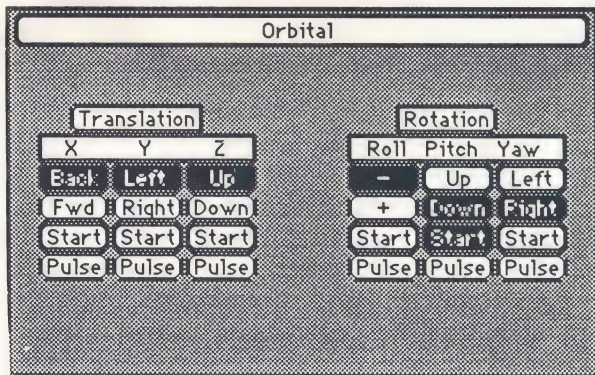 Orbital
Translation Rotation
X Y Z Roll Pitch Yaw
Back Left Up - Up Left
Fwd Right Down + Down Right
Start Start Start Start Start Start
Pulse Pulse Pulse Pulse Pulse Pulse